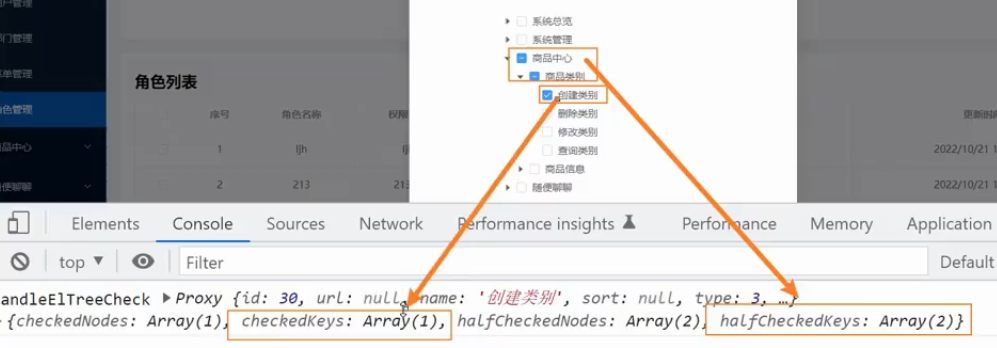 系统总览
户管理
系统管理
部门管理
商品中心
商品类别
单管理
角色列表
创建类别
角色管理
删除类别
序号 角色名称 权限 更新时
修改类别
品中心
1 ljh ljh 2022/10/21 1
查询类别
商品信息
随便聊聊
随便聊聊
2 213 213 2022/10/21 1
Elements Console Sources Network Performance insights Performance Memory Application
top Filter Default
andleElTreeCheck Proxy {id: 30, url: null, name: '创建类别', sort: null, type: 3, …}
{checkedNodes: Array(1), checkedKeys: Array(1), halfCheckedNodes: Array(2), halfCheckedKeys: Array(2)}